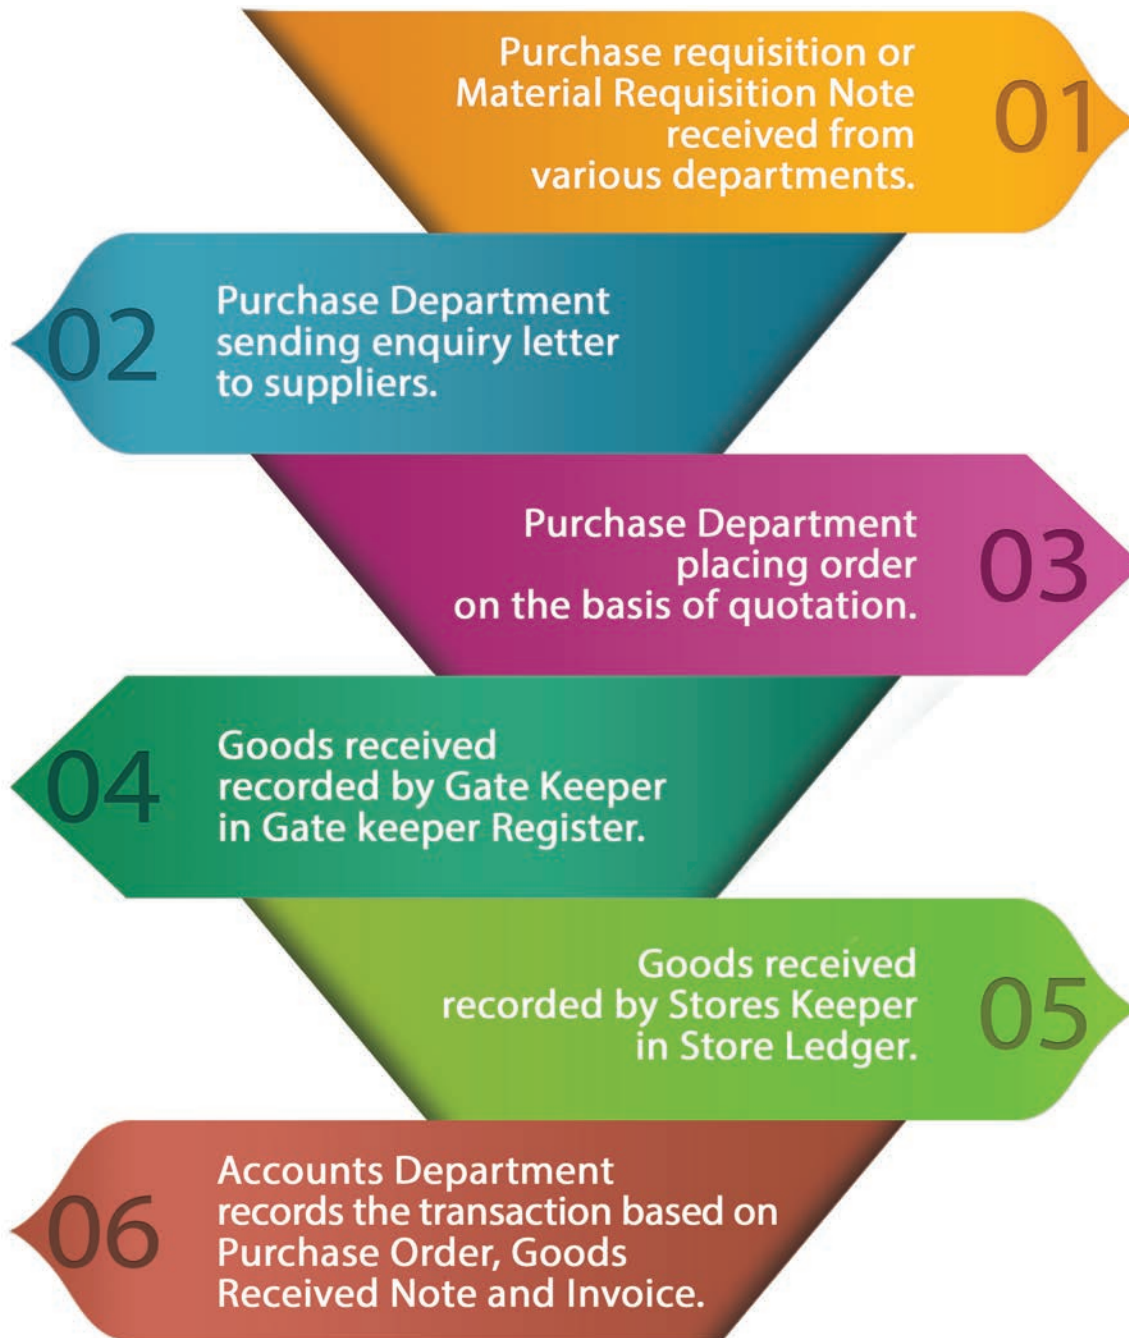 Purchase requisition or
Material Requisition Note
received from
various departments.
01
02
Purchase Department
sending enquiry letter
to suppliers.
Purchase Department
placing order
on the basis of quotation.
03
04
Goods received
recorded by Gate Keeper
in Gate keeper Register.
Goods received
recorded by Stores Keeper
in Store Ledger.
05
06
Accounts Department
records the transaction based on
Purchase Order, Goods
Received Note and Invoice.